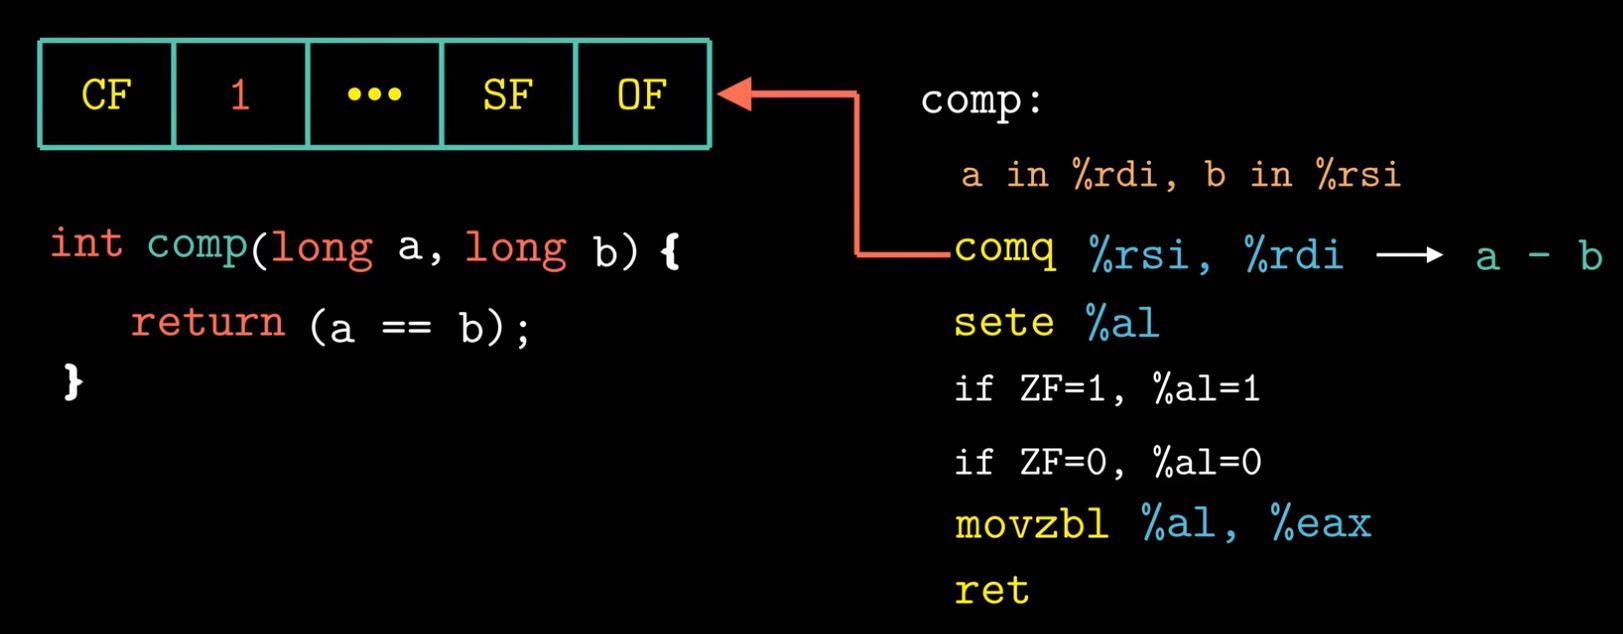 CF 1 ••• SF OF
int comp(long a, long b) {
return (a == b);
}
comp:
a in %rdi, b in %rsi
comq %rsi, %rdi → a - b
sete %al
if ZF=1, %al=1
if ZF=0, %al=0
movzbl %al, %eax
ret